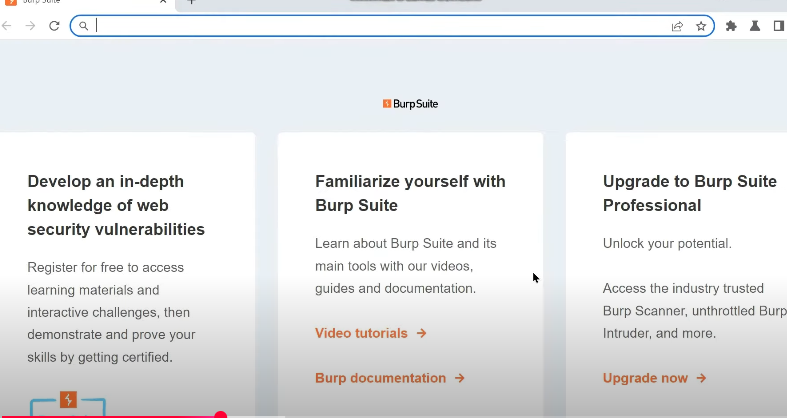 Burp Suite
BurpSuite
Develop an in-depth
knowledge of web
security vulnerabilities
Register for free to access
learning materials and
interactive challenges, then
demonstrate and prove your
skills by getting certified.
Familiarize yourself with
Burp Suite
Learn about Burp Suite and its
main tools with our videos,
guides and documentation.
Video tutorials →
Burp documentation →
Upgrade to Burp Suite
Professional
Unlock your potential.
Access the industry trusted
Burp Scanner, unthrottled Burp
Intruder, and more.
Upgrade now →